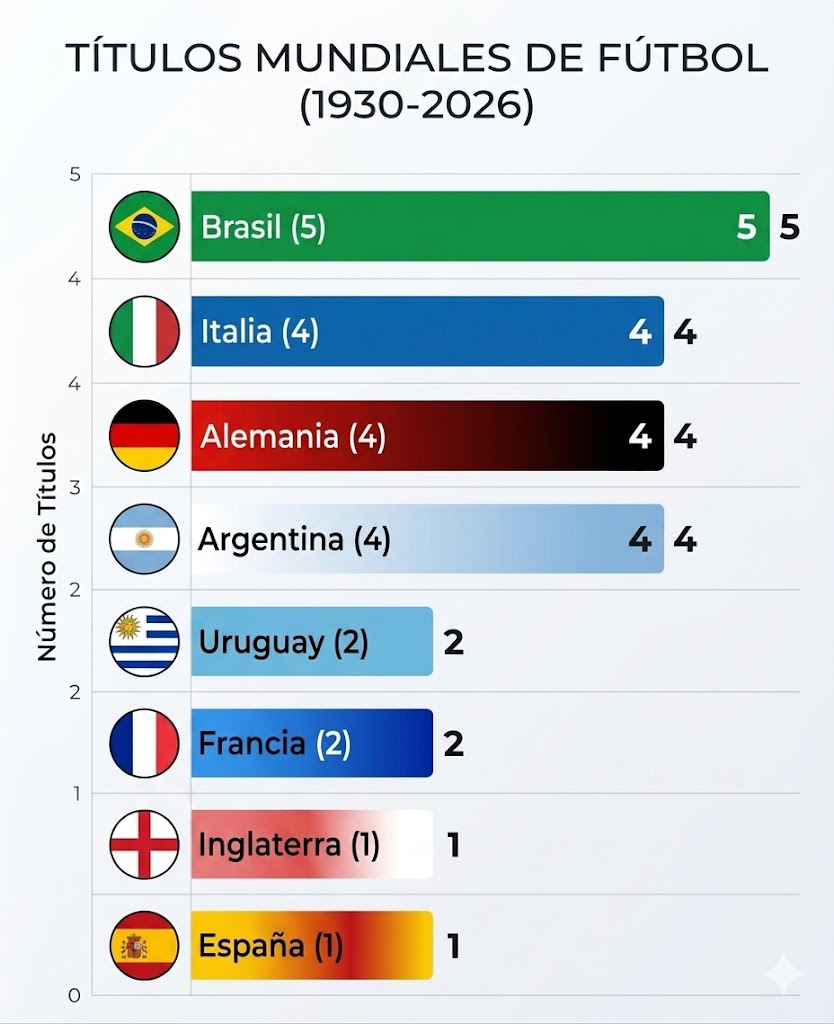 TÍTULOS MUNDIALES DE FÚTBOL
(1930-2026)
5
Brasil (5) 5 5
4
Italia (4) 4 4
4
Alemania (4) 4 4
3
Argentina (4) 4 4
2
Uruguay (2) 2
2
Francia (2) 2
1
Inglaterra (1) 1
España (1) 1
0
Número de Títulos